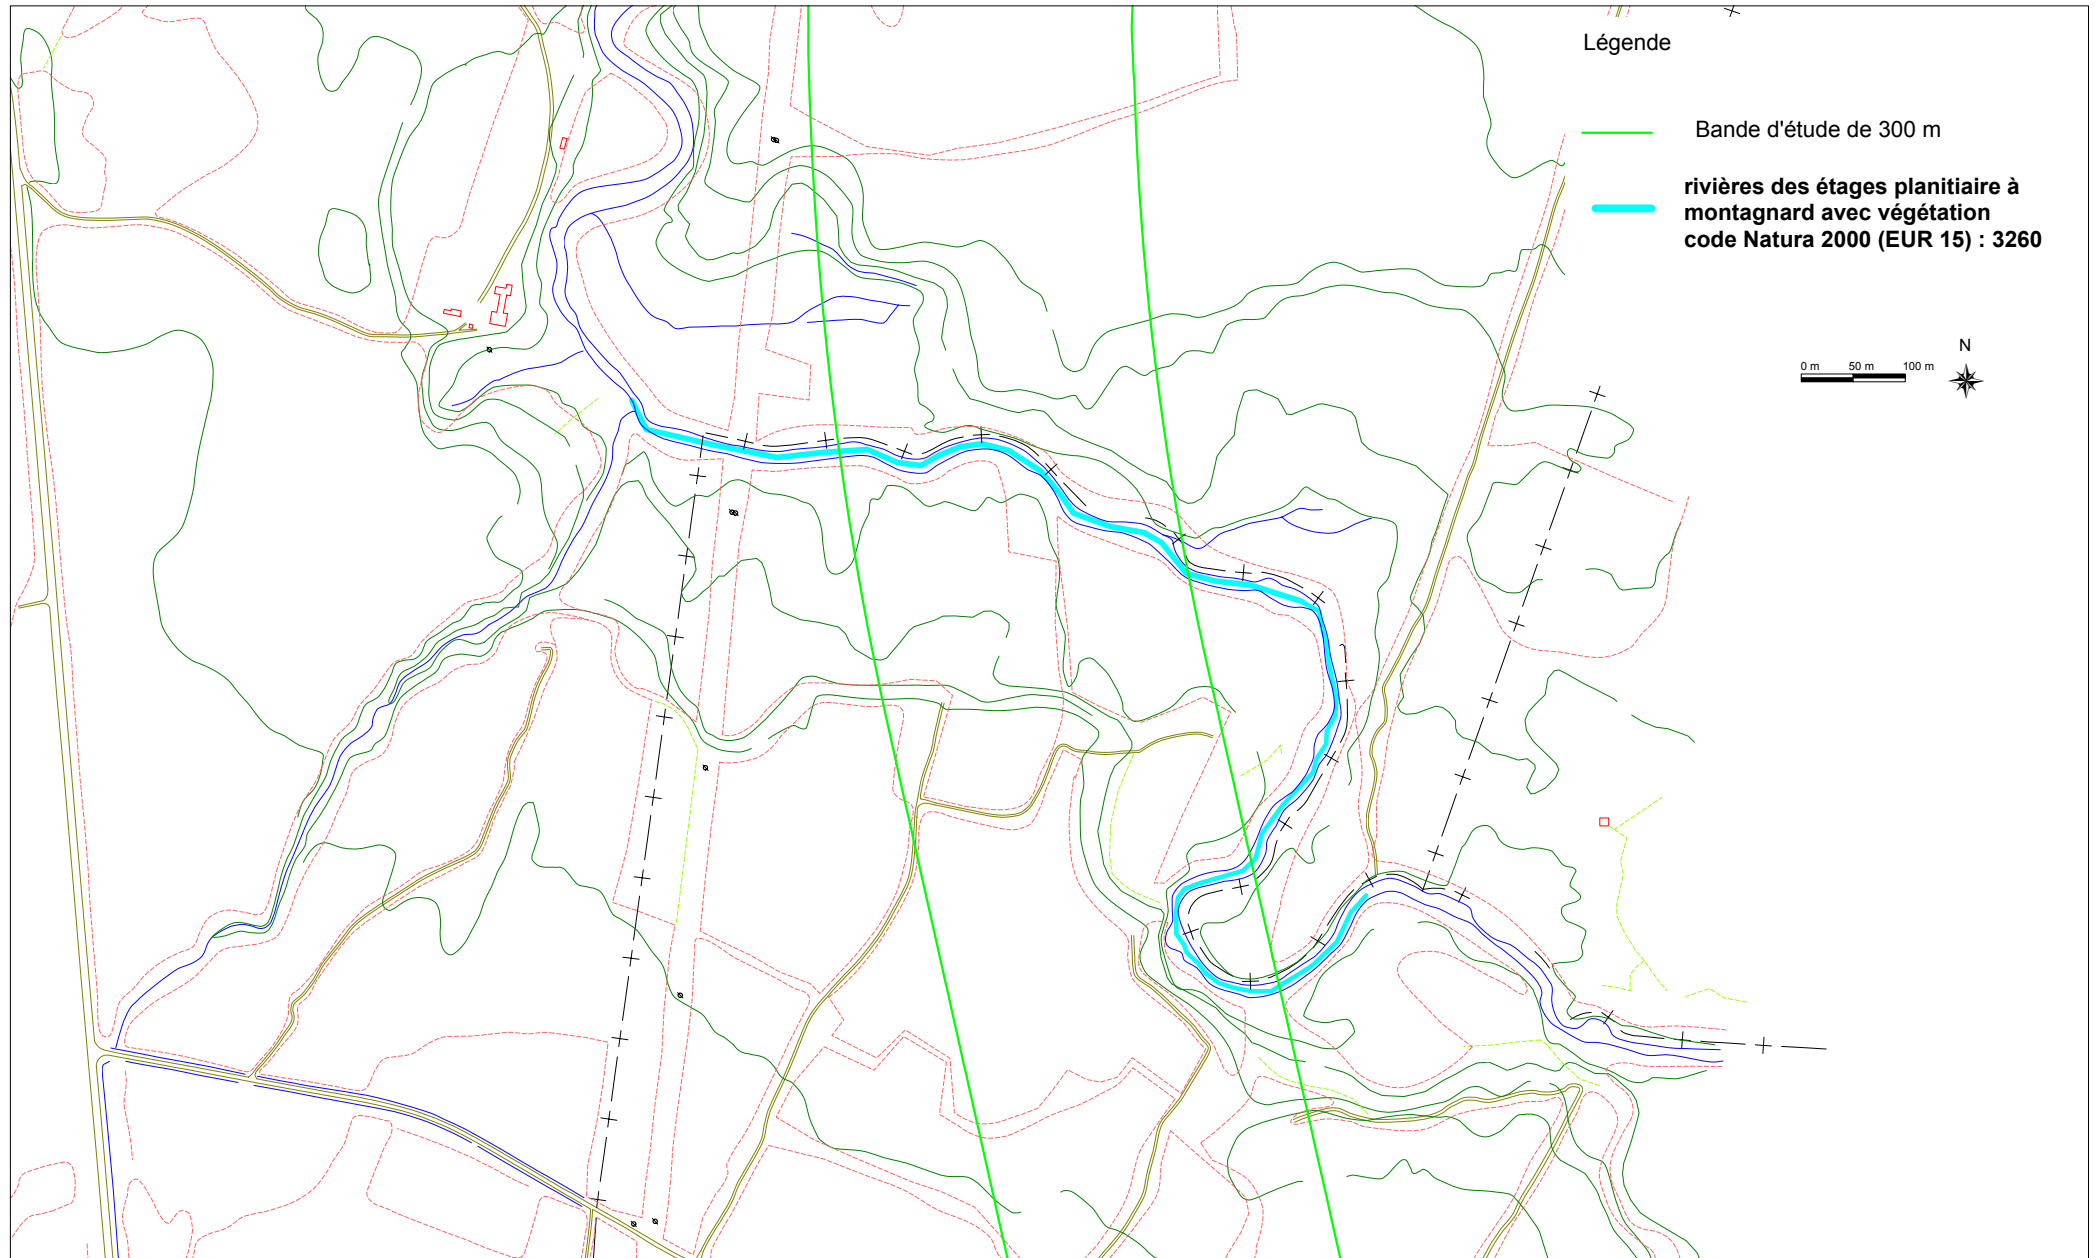 Légende
Bande d'étude de 300 m
rivières des étages planitiaire à
montagnard avec végétation
code Natura 2000 (EUR 15) : 3260
N
0 m 50 m 100 m